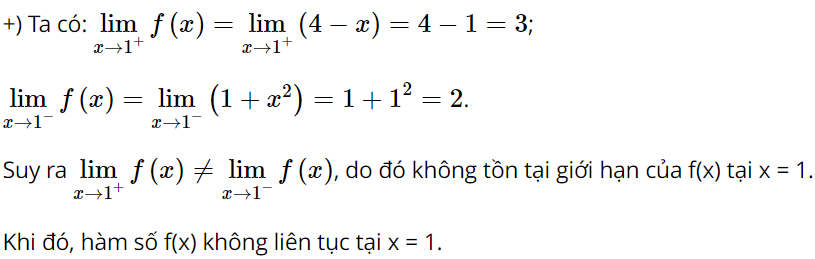 +) Ta có: lim_{x→1⁺} f (x) = lim_{x→1⁺} (4 − x) = 4 − 1 = 3;
lim_{x→1⁻} f (x) = lim_{x→1⁻} (1 + x²) = 1 + 1² = 2.
Suy ra lim_{x→1⁺} f (x) ≠ lim_{x→1⁻} f (x), do đó không tồn tại giới hạn của f(x) tại x = 1.
Khi đó, hàm số f(x) không liên tục tại x = 1.